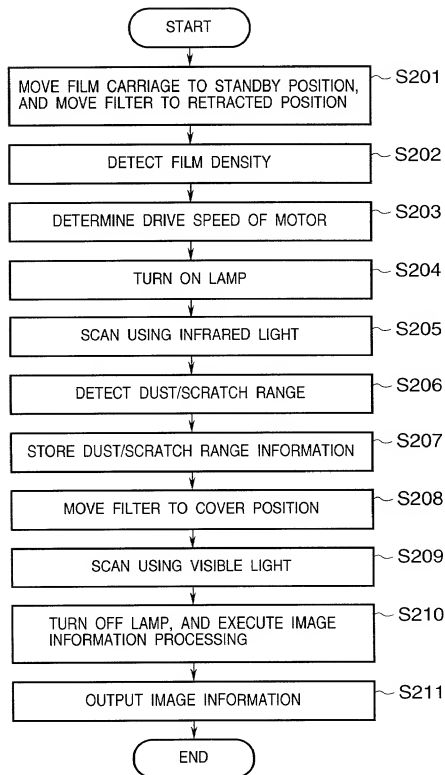 START
MOVE FILM CARRIAGE TO STANDBY POSITION,
AND MOVE FILTER TO RETRACTED POSITION
S201
DETECT FILM DENSITY
S202
DETERMINE DRIVE SPEED OF MOTOR
S203
TURN ON LAMP
S204
SCAN USING INFRARED LIGHT
S205
DETECT DUST/SCRATCH RANGE
S206
STORE DUST/SCRATCH RANGE INFORMATION
S207
MOVE FILTER TO COVER POSITION
S208
SCAN USING VISIBLE LIGHT
S209
TURN OFF LAMP, AND EXECUTE IMAGE
INFORMATION PROCESSING
S210
OUTPUT IMAGE INFORMATION
S211
END